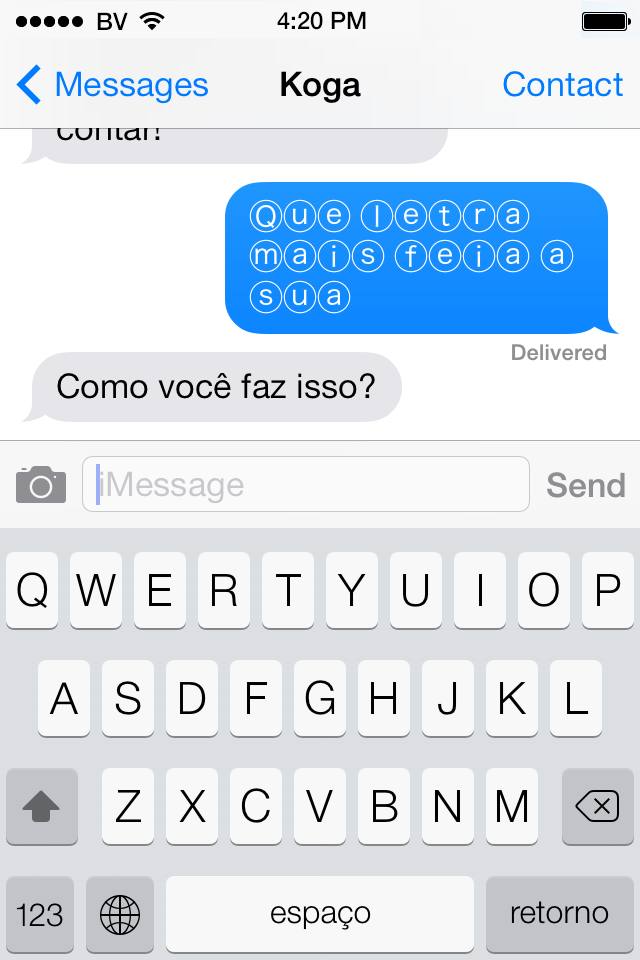 BV 4:20 PM
Messages Koga Contact
contar!
Ⓠⓤⓔ ⓛⓔⓣⓡⓐ
ⓜⓐⓘⓢ ⓕⓔⓘⓐ ⓐ
ⓢⓤⓐ
Delivered
Como você faz isso?
iMessage Send
Q W E R T Y U I O P
A S D F G H J K L
Z X C V B N M
123 espaço retorno